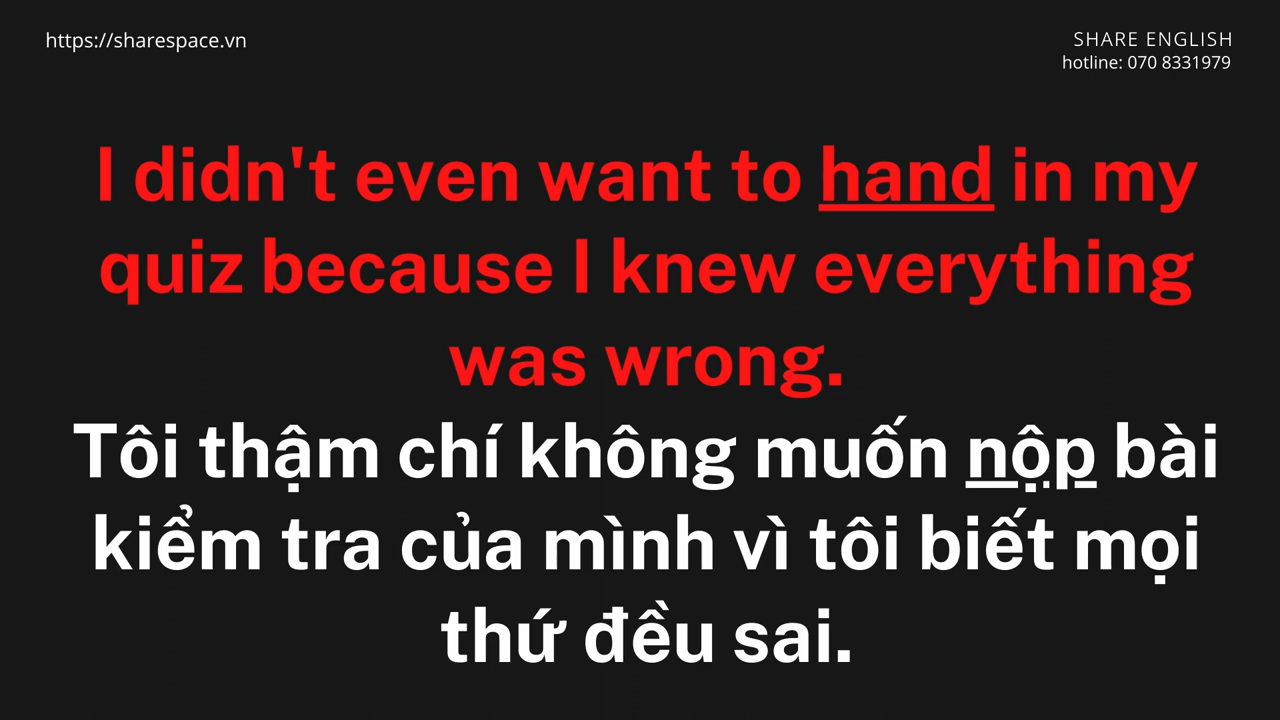 https://sharespace.vn
SHARE ENGLISH
hotline: 070 8331979
I didn't even want to hand in my
quiz because I knew everything
was wrong.
Tôi thậm chí không muốn nộp bài
kiểm tra của mình vì tôi biết mọi
thứ đều sai.